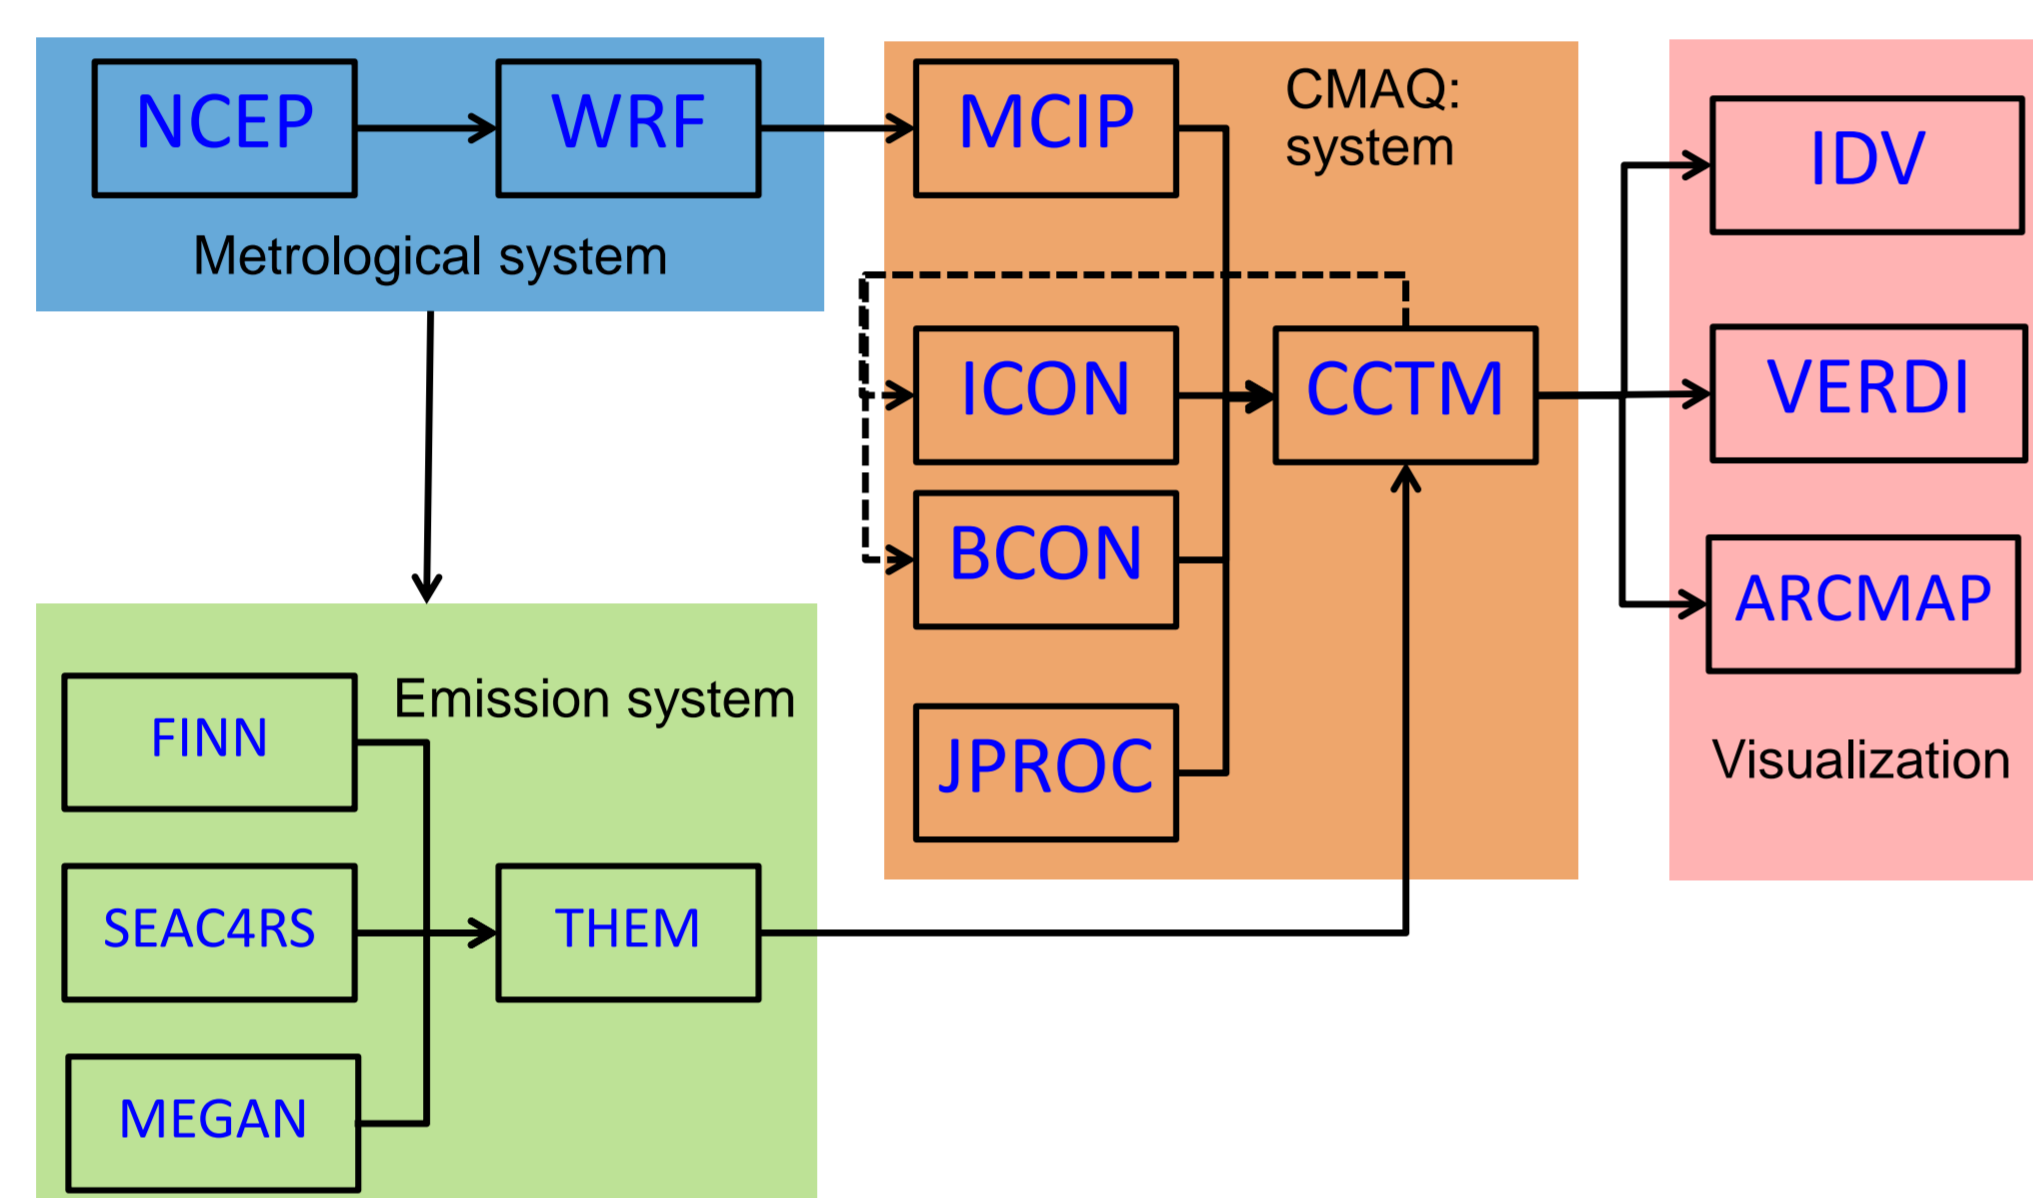 NCEP
WRF
Metrological system
MCIP
CMAQ:
system
ICON
CCTM
BCON
JPROC
IDV
VERDI
ARCMAP
Visualization
Emission system
FINN
SEAC4RS
THEM
MEGAN